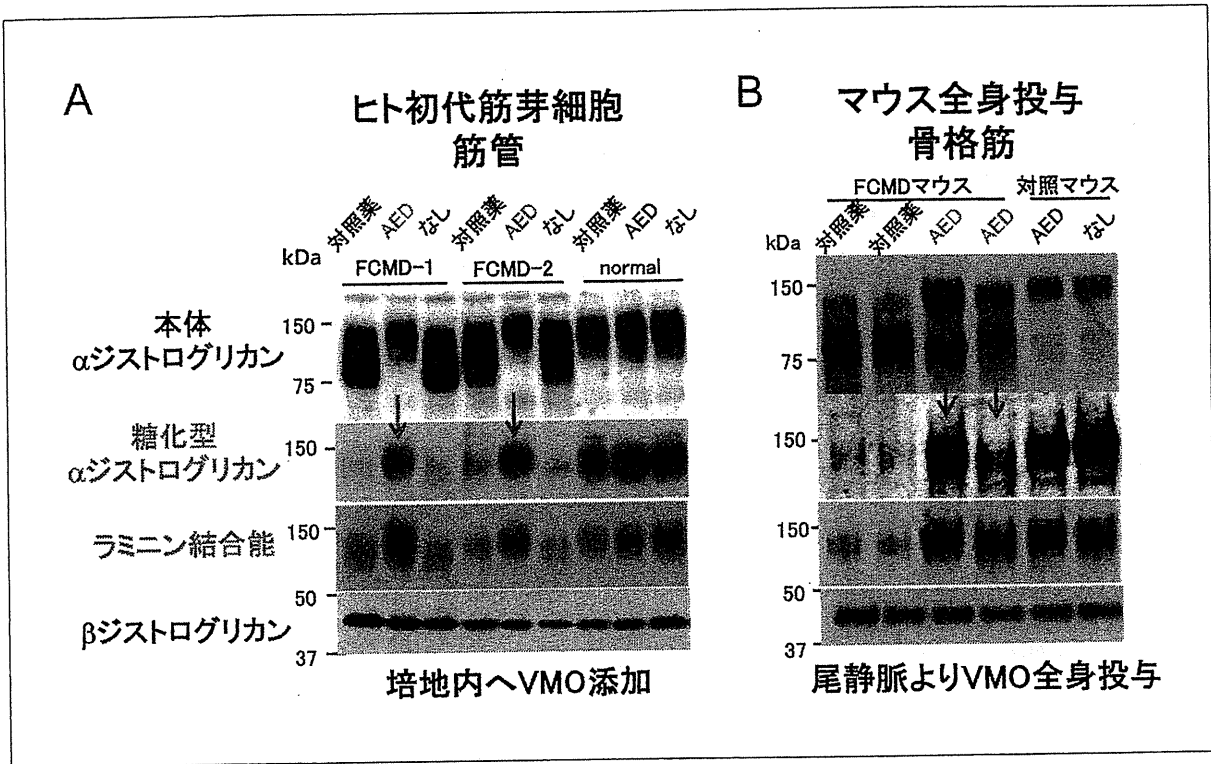 A
ヒト初代筋芽細胞
筋管
対照薬 AED なし 対照薬 AED なし 対照薬 AED なし
kDa
FCMD-1 FCMD-2 normal
本体
αジストログリカン
150
75
糖化型
αジストログリカン
150
ラミニン結合能
150
βジストログリカン
50
37
培地内へVMO添加
B
マウス全身投与
骨格筋
FCMDマウス 対照マウス
対照薬 対照薬 AED AED AED なし
kDa
150
75
150
150
50
37
尾静脈よりVMO全身投与